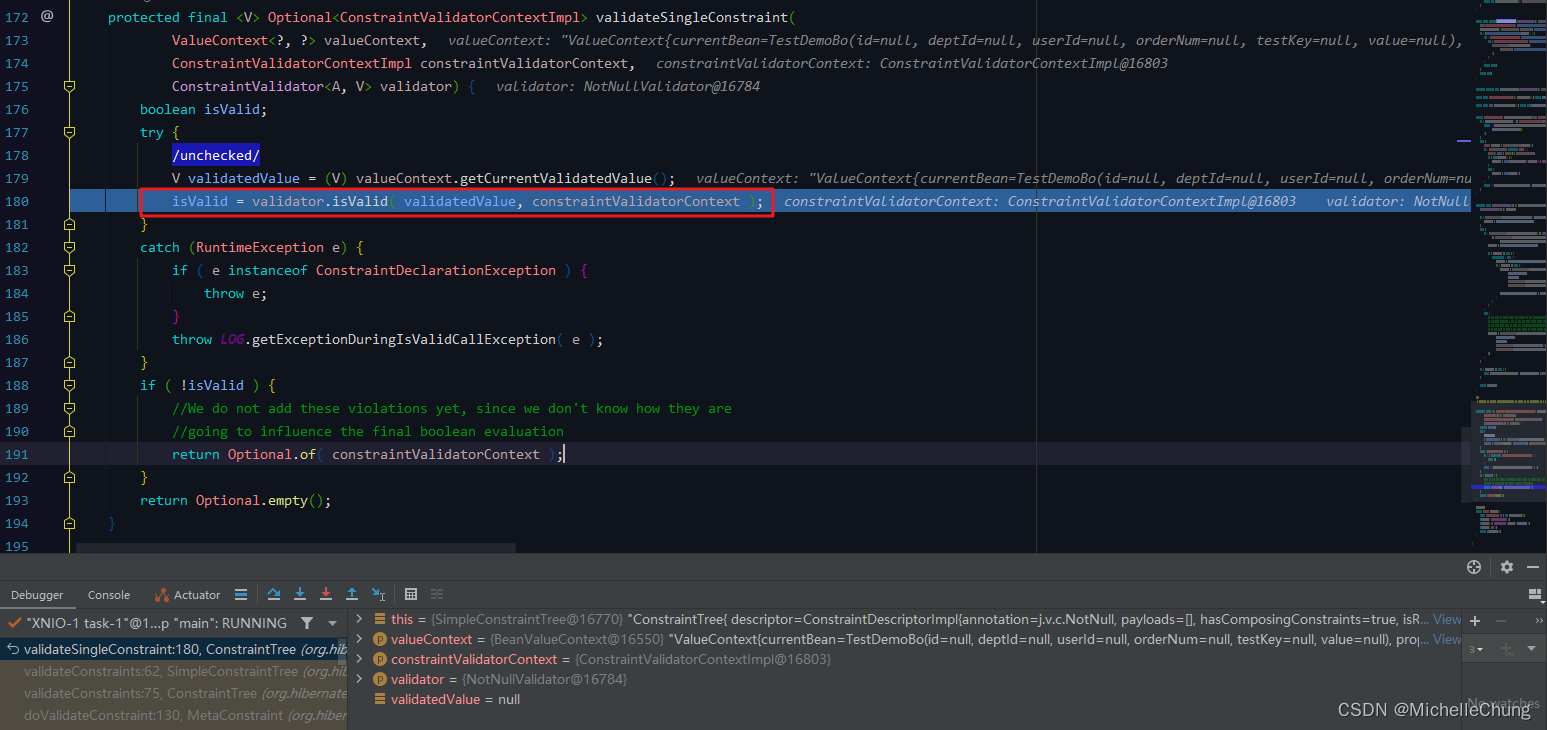 172 @ protected final <V> Optional<ConstraintValidatorContextImpl> validateSingleConstraint(
173 ValueContext<?, ?> valueContext, valueContext: "ValueContext{currentBean=TestDemoBo(id=null, deptId=null, userId=null, orderNum=null, testKey=null, value=null),
174 ConstraintValidatorContextImpl constraintValidatorContext, constraintValidatorContext: ConstraintValidatorContextImpl@16803
175 ConstraintValidator<A, V> validator) { validator: NotNullValidator@16784
176 boolean isValid;
177 try {
178 /unchecked/
179 V validatedValue = (V) valueContext.getCurrentValidatedValue(); valueContext: "ValueContext{currentBean=TestDemoBo(id=null, deptId=null, userId=null, orderNum=nu
180 isValid = validator.isValid( validatedValue, constraintValidatorContext ); constraintValidatorContext: ConstraintValidatorContextImpl@16803 validator: NotNull
181 }
182 catch (RuntimeException e) {
183 if ( e instanceof ConstraintDeclarationException ) {
184 throw e;
185 }
186 throw LOG.getExceptionDuringIsValidCallException( e );
187 }
188 if ( !isValid ) {
189 //We do not add these violations yet, since we don't know how they are
190 //going to influence the final boolean evaluation
191 return Optional.of( constraintValidatorContext );
192 }
193 return Optional.empty();
194 }
195
Debugger Console Actuator
"XNIO-1 task-1"@1...p "main": RUNNING
validateSingleConstraint:180, ConstraintTree (org.hib
validateConstraints:62, SimpleConstraintTree (org.hib
validateConstraints:75, ConstraintTree (org.hibernate
doValidateConstraint:130, MetaConstraint (org.hiber
this = {SimpleConstraintTree@16770} "ConstraintTree{ descriptor=ConstraintDescriptorImpl{annotation=j.v.c.NotNull, payloads=[], hasComposingConstraints=true, isR... View
valueContext = {BeanValueContext@16550} "ValueContext{currentBean=TestDemoBo(id=null, deptId=null, userId=null, orderNum=null, testKey=null, value=null), proj... View
constraintValidatorContext = {ConstraintValidatorContextImpl@16803}
validator = {NotNullValidator@16784}
validatedValue = null
No watches
CSDN @MichelleChung